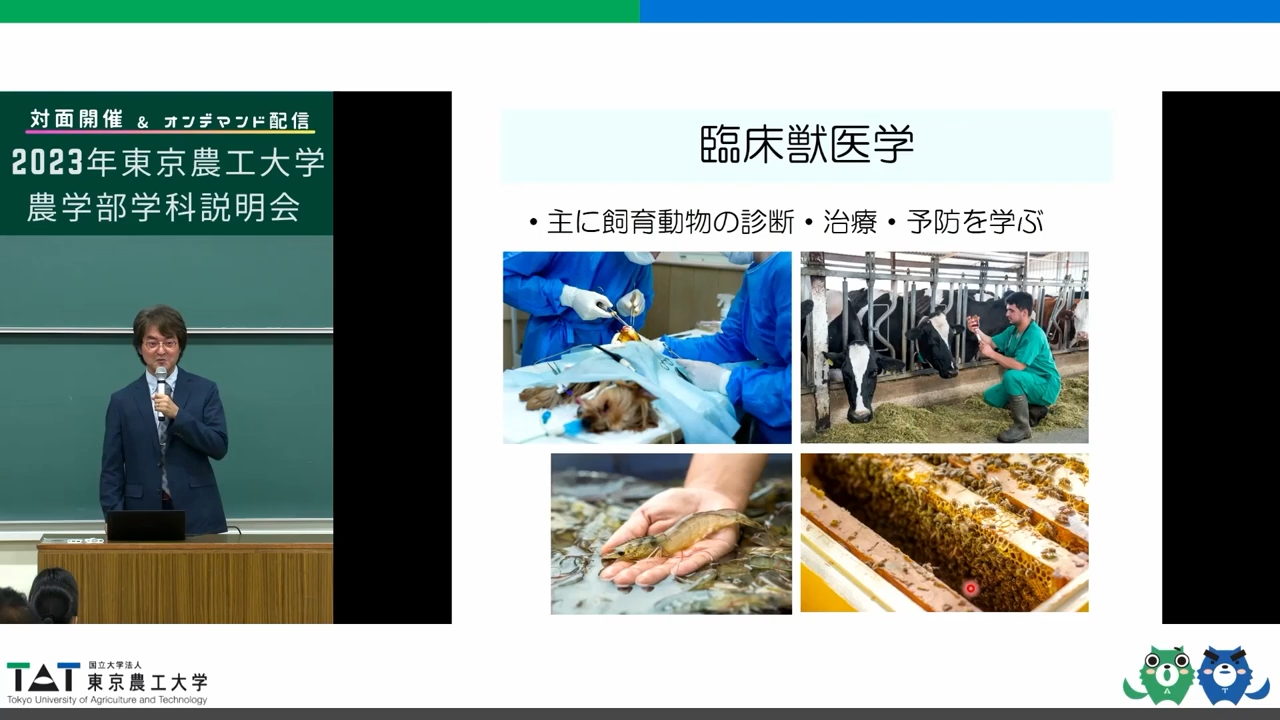 対面開催 & オンデマンド配信
2023年東京農工大学
農学部学科説明会
臨床獣医学
・主に飼育動物の診断・治療・予防を学ぶ
TAT
国立大学法人
東京農工大学
Tokyo University of Agriculture and Technology
A
T